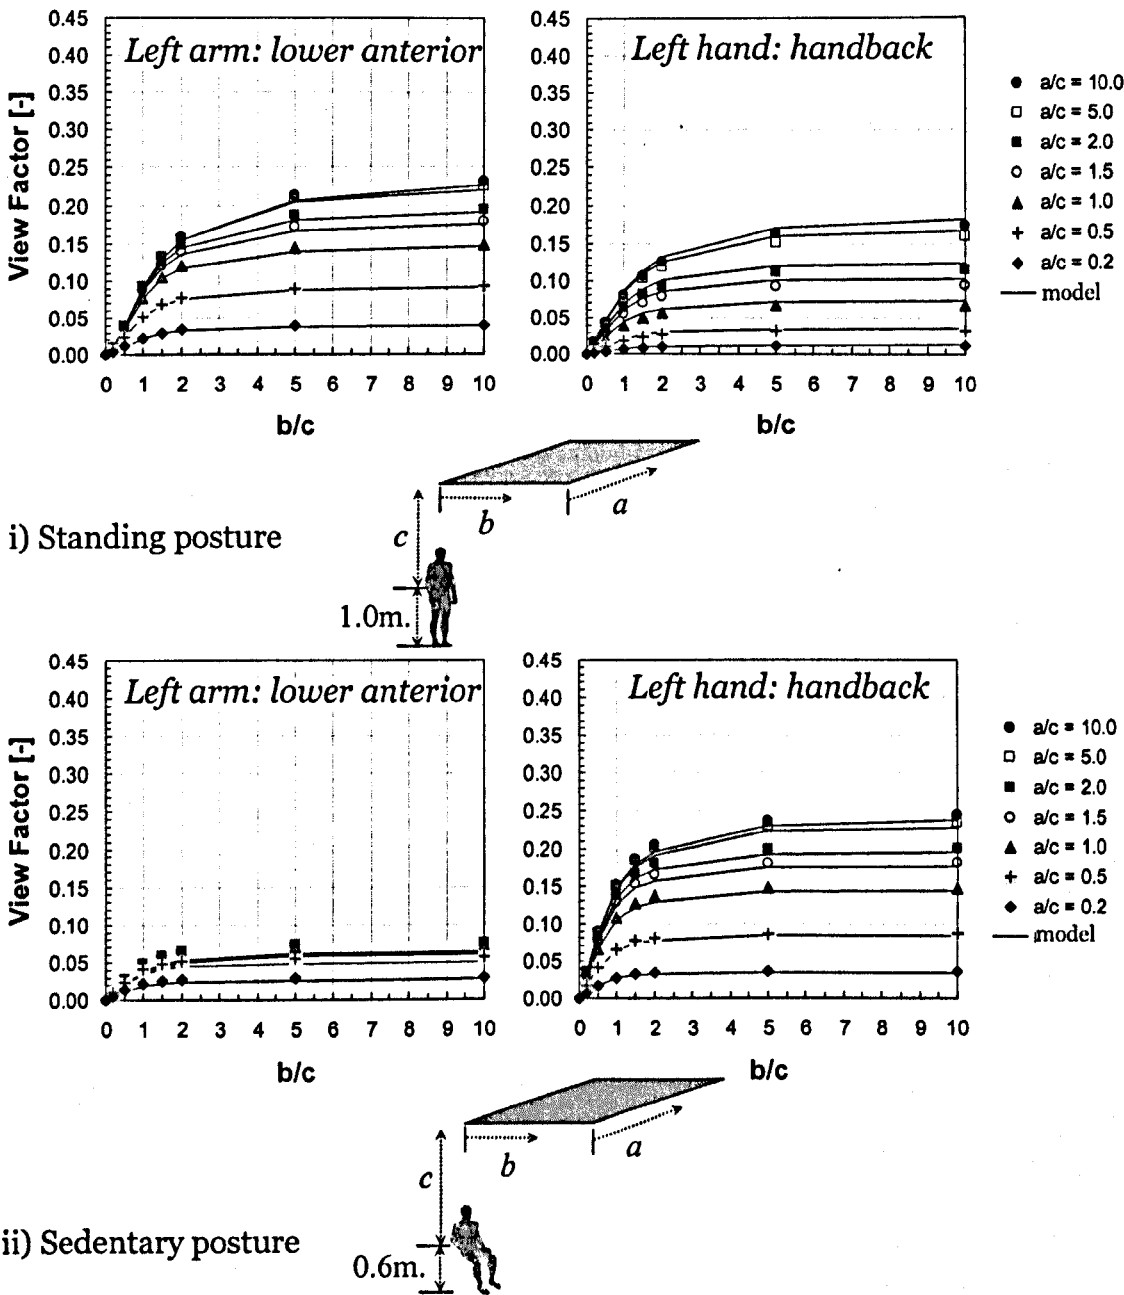 Left arm: lower anterior
View Factor [-]
0.45
0.40
0.35
0.30
0.25
0.20
0.15
0.10
0.05
0.00
0 1 2 3 4 5 6 7 8 9 10
b/c
Left hand: handback
0.45
0.40
0.35
0.30
0.25
0.20
0.15
0.10
0.05
0.00
0 1 2 3 4 5 6 7 8 9 10
b/c
a/c = 10.0
a/c = 5.0
a/c = 2.0
a/c = 1.5
a/c = 1.0
a/c = 0.5
a/c = 0.2
model
b
a
c
i) Standing posture
1.0m.
Left arm: lower anterior
View Factor [-]
0.45
0.40
0.35
0.30
0.25
0.20
0.15
0.10
0.05
0.00
0 1 2 3 4 5 6 7 8 9 10
b/c
Left hand: handback
0.45
0.40
0.35
0.30
0.25
0.20
0.15
0.10
0.05
0.00
0 1 2 3 4 5 6 7 8 9 10
b/c
a/c = 10.0
a/c = 5.0
a/c = 2.0
a/c = 1.5
a/c = 1.0
a/c = 0.5
a/c = 0.2
model
b
a
c
ii) Sedentary posture
0.6m.